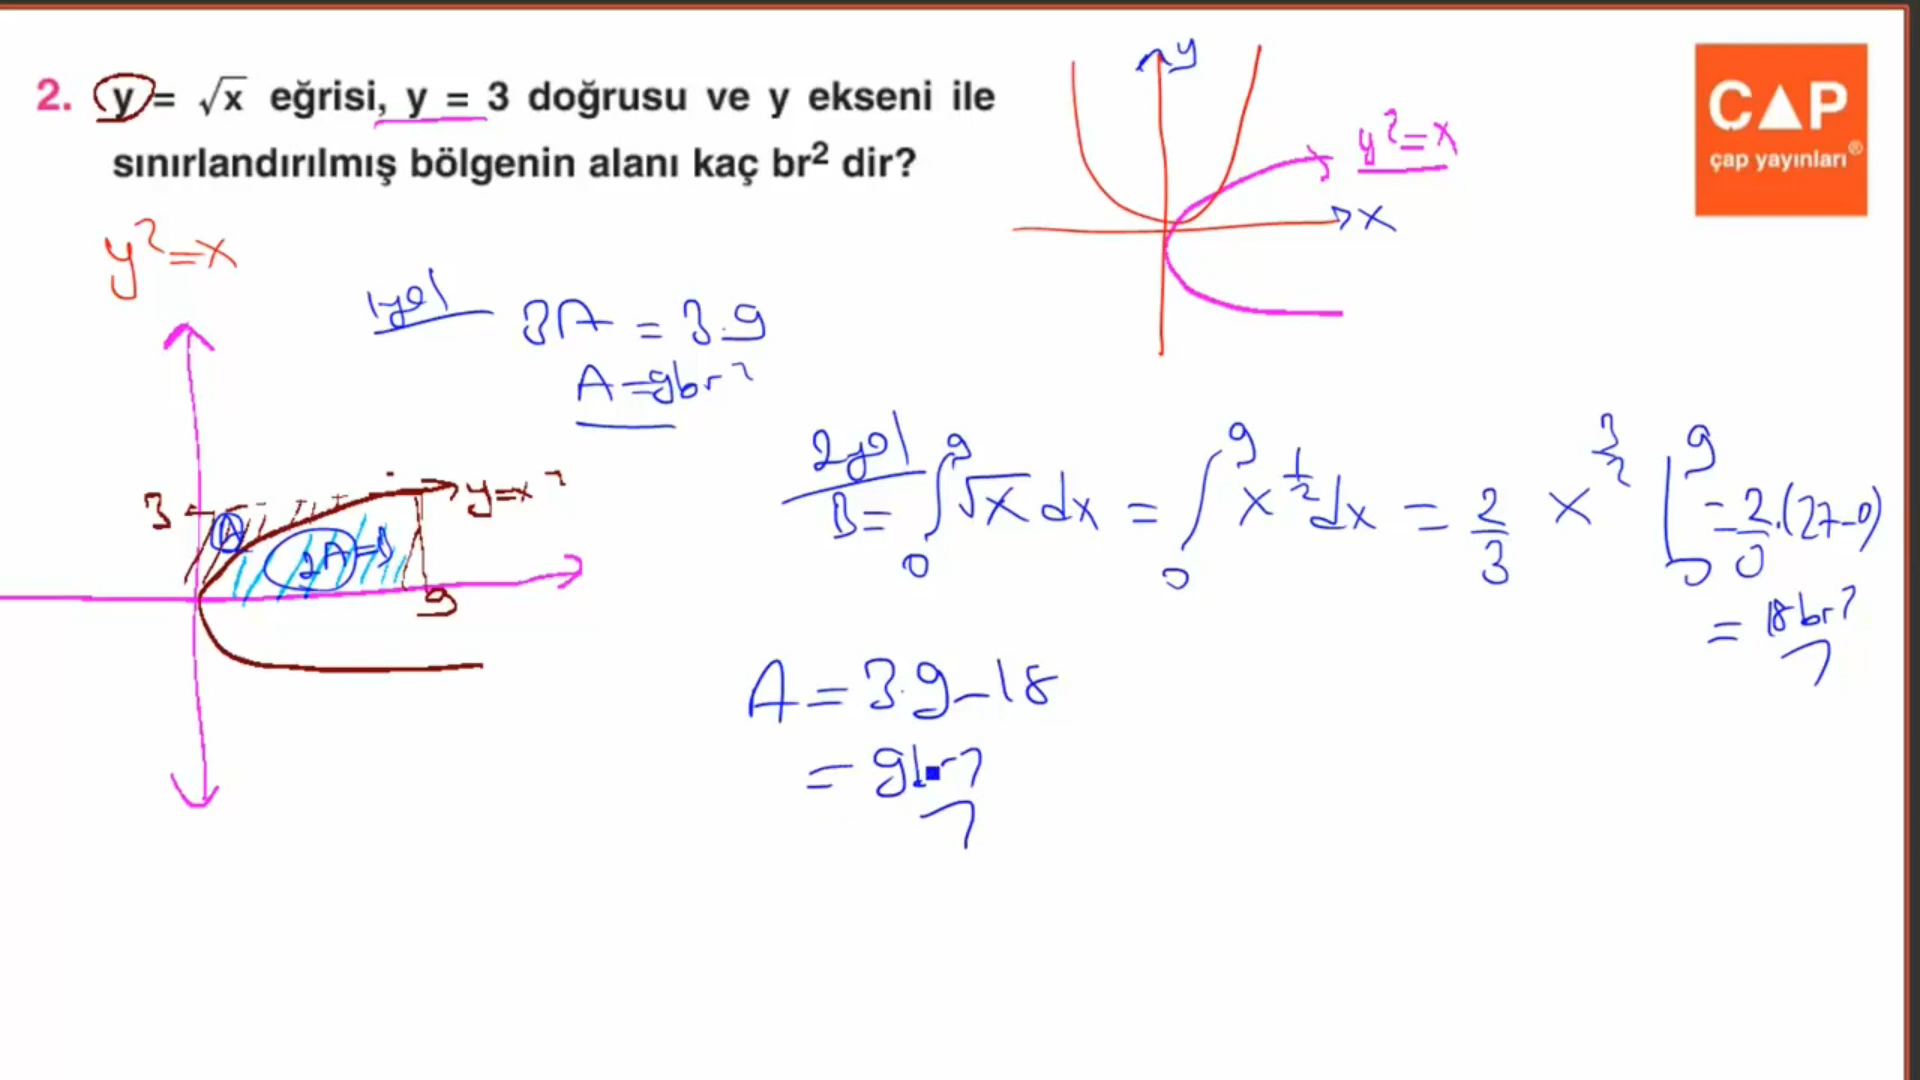 2. y = √x eğrisi, y = 3 doğrusu ve y ekseni ile
sınırlandırılmış bölgenin alanı kaç br² dir?
ÇAP
çap yayınları®
y
y² = x
x
y² = x
1 yol
3A = 3.9
A = 9br²
3
A
2A = B
y = x²
9
2 yol
B = ∫₀⁹ √x dx = ∫₀⁹ x^(1/2) dx = 2/3 x^(3/2) |₀⁹ = 2/0.(27-0)
= 18br²
A = 3.9 - 18
= 9br²